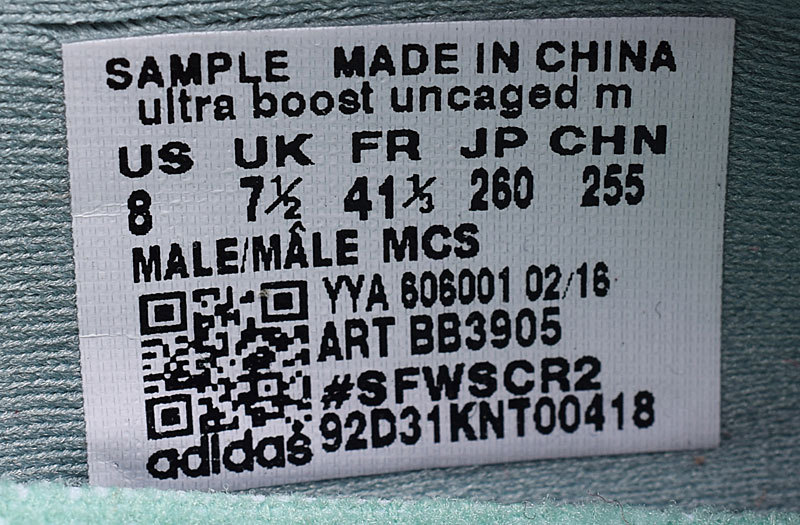 SAMPLE MADE IN CHINA
ultra boost uncaged m
US UK FR JP CHN
8 7½ 41⅓ 260 255
MALE/MÂLE MCS
YYA 606001 02/16
ART BB3905
#SFWSCR2
92D31KNT00418
adidas